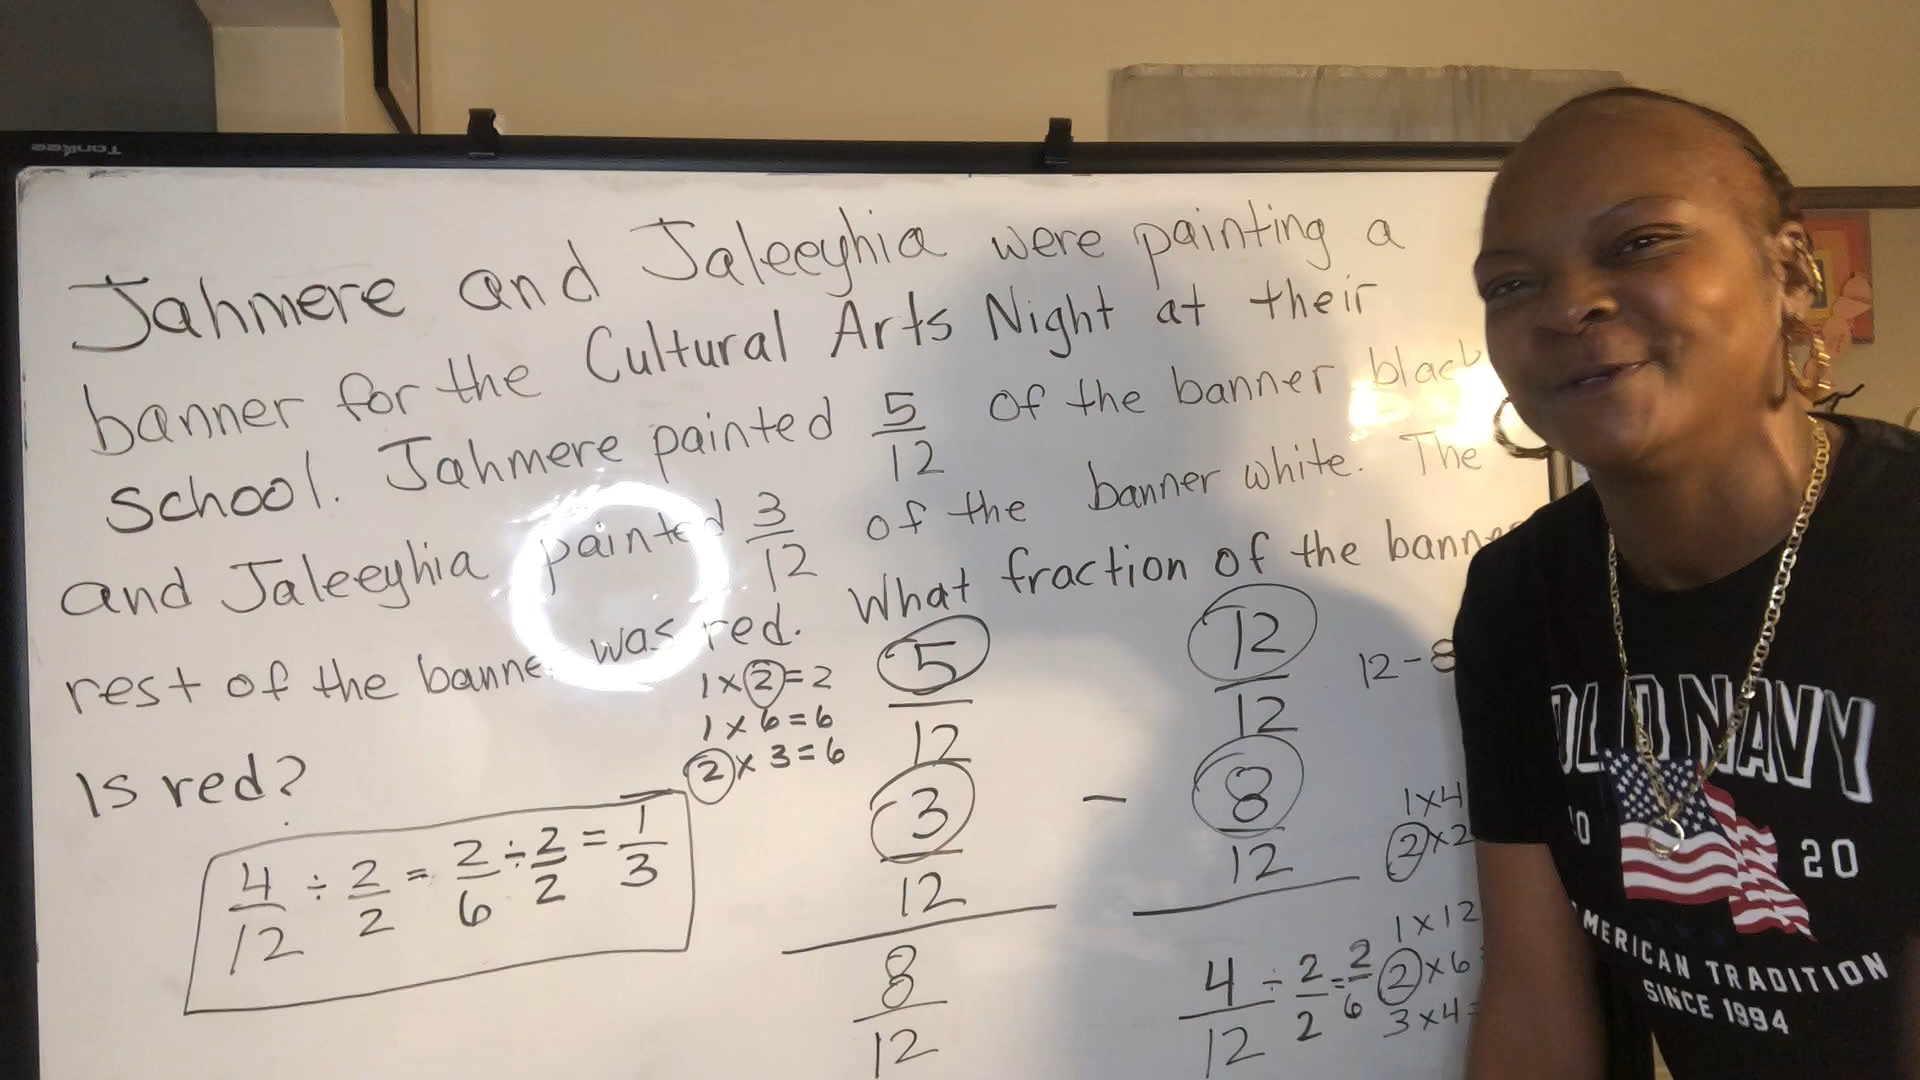 Tankee
Jahmere and Jaleeyhia were painting a
banner for the Cultural Arts Night at their
school. Jahmere painted 5/12 of the banner black
and Jaleeyhia painted 3/12 of the banner white. The
rest of the banner was red. What fraction of the banne
Is red?
1 x 2 = 2
1 x 6 = 6
2 x 3 = 6
4/12 ÷ 2/2 = 2/6 ÷ 2/2 = 1/3
5/12
3/12
8/12
12/12
- 8/12
4/12 ÷ 2/2 = 2/6
12 - 8
1 x 4
2 x 2
1 x 12
2 x 6
3 x 4 =
OLD NAVY
20 20
AMERICAN TRADITION
SINCE 1994